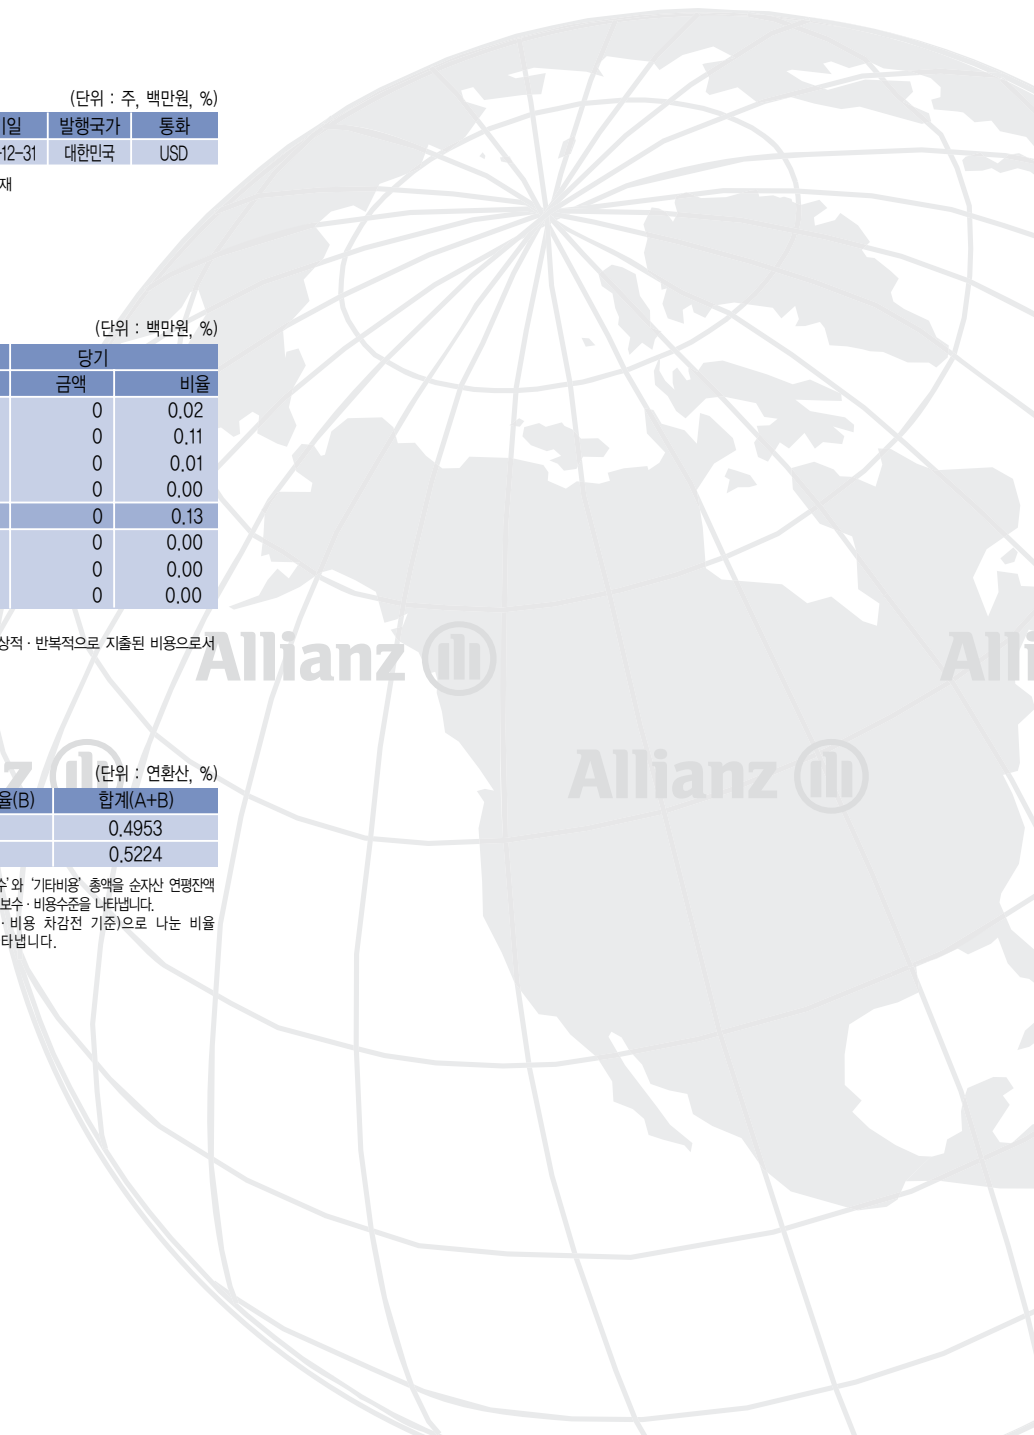 (단위 : 주, 백만원, %)
기일 발행국가 통화
-12-31 대한민국 USD
재
(단위 : 백만원, %)
당기
금액 비율
0 0.02
0 0.11
0 0.01
0 0.00
0 0.13
0 0.00
0 0.00
0 0.00
상적·반복적으로 지출된 비용으로서
Allianz
Alli
Allianz
z
(단위 : 연환산, %)
율(B) 합계(A+B)
0.4953
0.5224
수’와 ‘기타비용’ 총액을 순자산 연평잔액
보수·비용수준을 나타냅니다.
·비용 차감전 기준)으로 나눈 비율
타냅니다.